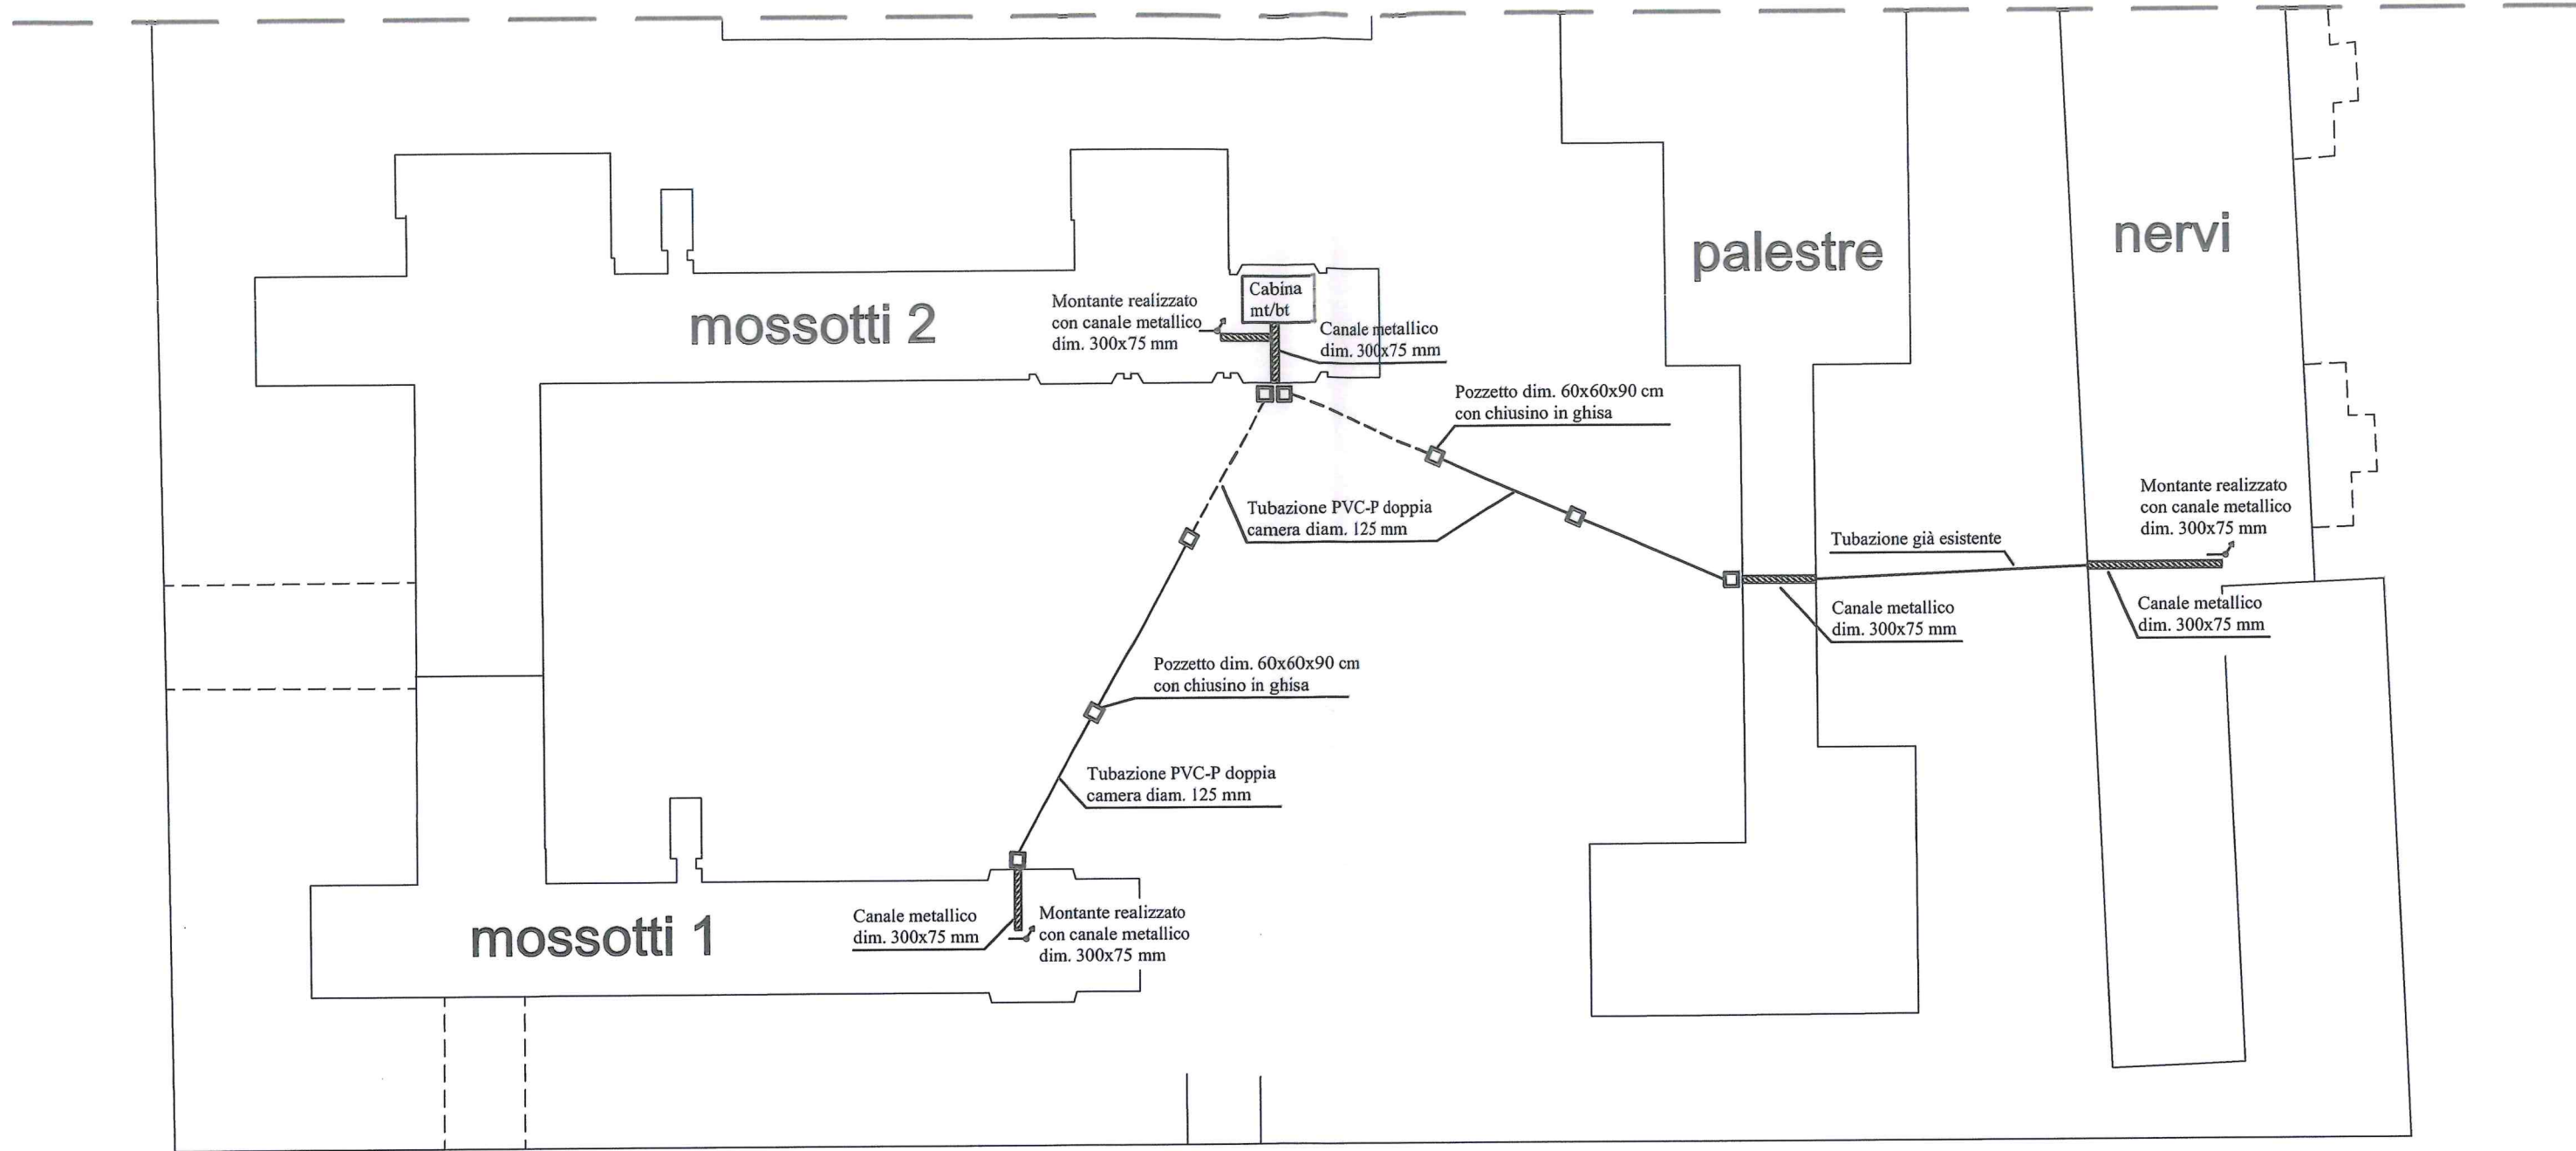 palestre
nervi
mossotti 2
Cabina
mt/bt
Montante realizzato
con canale metallico
dim. 300x75 mm
Canale metallico
dim. 300x75 mm
Pozzetto dim. 60x60x90 cm
con chiusino in ghisa
Tubazione PVC-P doppia
camera diam. 125 mm
Tubazione già esistente
Montante realizzato
con canale metallico
dim. 300x75 mm
Canale metallico
dim. 300x75 mm
Canale metallico
dim. 300x75 mm
Pozzetto dim. 60x60x90 cm
con chiusino in ghisa
Tubazione PVC-P doppia
camera diam. 125 mm
mossotti 1
Canale metallico
dim. 300x75 mm
Montante realizzato
con canale metallico
dim. 300x75 mm